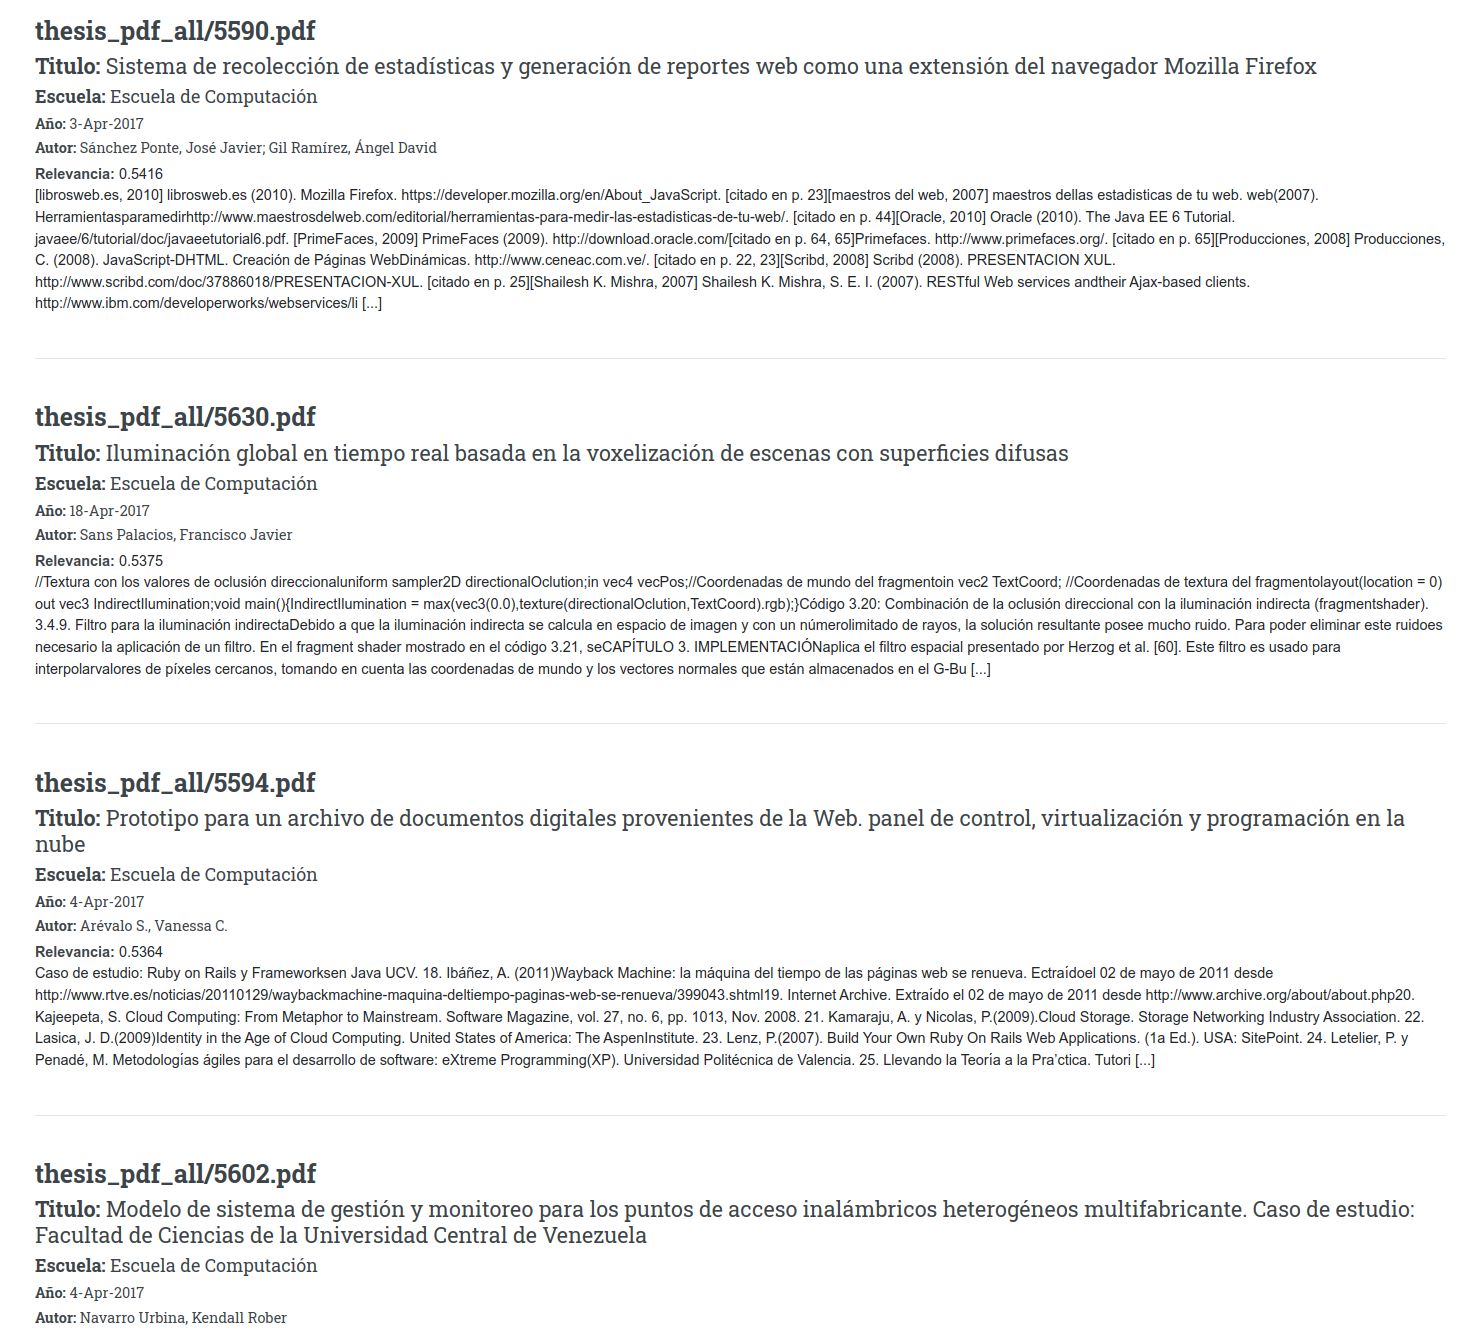 thesis_pdf_all/5590.pdf
Titulo: Sistema de recolección de estadísticas y generación de reportes web como una extensión del navegador Mozilla Firefox
Escuela: Escuela de Computación
Año: 3-Apr-2017
Autor: Sánchez Ponte, José Javier; Gil Ramírez, Ángel David
Relevancia: 0.5416
[librosweb.es, 2010] librosweb.es (2010). Mozilla Firefox. https://developer.mozilla.org/en/About_JavaScript. [citado en p. 23][maestros del web, 2007] maestros dellas estadisticas de tu web. web(2007).
Herramientasparamedirhttp://www.maestrosdelweb.com/editorial/herramientas-para-medir-las-estadisticas-de-tu-web/. [citado en p. 44][Oracle, 2010] Oracle (2010). The Java EE 6 Tutorial.
javaee/6/tutorial/doc/javaeetutorial6.pdf. [PrimeFaces, 2009] PrimeFaces (2009). http://download.oracle.com/[citado en p. 64, 65]Primefaces. http://www.primefaces.org/. [citado en p. 65][Producciones, 2008] Producciones,
C. (2008). JavaScript-DHTML. Creación de Páginas WebDinámicas. http://www.ceneac.com.ve/. [citado en p. 22, 23][Scribd, 2008] Scribd (2008). PRESENTACION XUL.
http://www.scribd.com/doc/37886018/PRESENTACION-XUL. [citado en p. 25][Shailesh K. Mishra, 2007] Shailesh K. Mishra, S. E. I. (2007). RESTful Web services andtheir Ajax-based clients.
http://www.ibm.com/developerworks/webservices/li [...]
thesis_pdf_all/5630.pdf
Titulo: Iluminación global en tiempo real basada en la voxelización de escenas con superficies difusas
Escuela: Escuela de Computación
Año: 18-Apr-2017
Autor: Sans Palacios, Francisco Javier
Relevancia: 0.5375
//Textura con los valores de oclusión direccionaluniform sampler2D directionalOclution;in vec4 vecPos;//Coordenadas de mundo del fragmentoin vec2 TextCoord; //Coordenadas de textura del fragmentolayout(location = 0)
out vec3 IndirectIlumination;void main(){IndirectIlumination = max(vec3(0.0),texture(directionalOclution,TextCoord).rgb);}Código 3.20: Combinación de la oclusión direccional con la iluminación indirecta (fragmentshader).
3.4.9. Filtro para la iluminación indirectaDebido a que la iluminación indirecta se calcula en espacio de imagen y con un númerolimitado de rayos, la solución resultante posee mucho ruido. Para poder eliminar este ruidoes
necesario la aplicación de un filtro. En el fragment shader mostrado en el código 3.21, seCAPÍTULO 3. IMPLEMENTACIÓNaplica el filtro espacial presentado por Herzog et al. [60]. Este filtro es usado para
interpolarvalores de píxeles cercanos, tomando en cuenta las coordenadas de mundo y los vectores normales que están almacenados en el G-Bu [...]
thesis_pdf_all/5594.pdf
Titulo: Prototipo para un archivo de documentos digitales provenientes de la Web. panel de control, virtualización y programación en la
nube
Escuela: Escuela de Computación
Año: 4-Apr-2017
Autor: Arévalo S., Vanessa C.
Relevancia: 0.5364
Caso de estudio: Ruby on Rails y Frameworksen Java UCV. 18. Ibáñez, A. (2011)Wayback Machine: la máquina del tiempo de las páginas web se renueva. Ectraídoel 02 de mayo de 2011 desde
http://www.rtve.es/noticias/20110129/waybackmachine-maquina-deltiempo-paginas-web-se-renueva/399043.shtml19. Internet Archive. Extraído el 02 de mayo de 2011 desde http://www.archive.org/about/about.php20.
Kajeepeta, S. Cloud Computing: From Metaphor to Mainstream. Software Magazine, vol. 27, no. 6, pp. 1013, Nov. 2008. 21. Kamaraju, A. y Nicolas, P.(2009).Cloud Storage. Storage Networking Industry Association. 22.
Lasica, J. D.(2009)Identity in the Age of Cloud Computing. United States of America: The AspenInstitute. 23. Lenz, P.(2007). Build Your Own Ruby On Rails Web Applications. (1a Ed.). USA: SitePoint. 24. Letelier, P. y
Penadé, M. Metodologías ágiles para el desarrollo de software: eXtreme Programming(XP). Universidad Politécnica de Valencia. 25. Llevando la Teoría a la Pra´ctica. Tutori [...]
thesis_pdf_all/5602.pdf
Titulo: Modelo de sistema de gestión y monitoreo para los puntos de acceso inalámbricos heterogéneos multifabricante. Caso de estudio:
Facultad de Ciencias de la Universidad Central de Venezuela
Escuela: Escuela de Computación
Año: 4-Apr-2017
Autor: Navarro Urbina, Kendall Rober